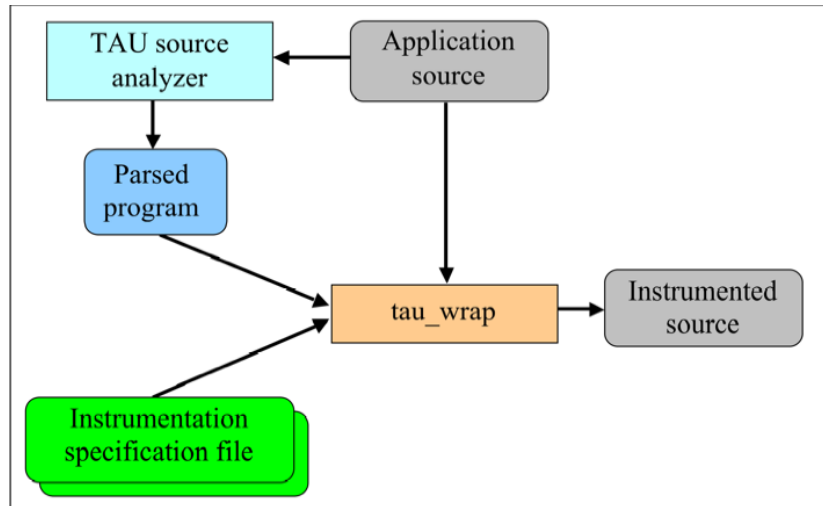 TAU source
analyzer
Application
source
Parsed
program
tau_wrap
Instrumented
source
Instrumentation
specification file